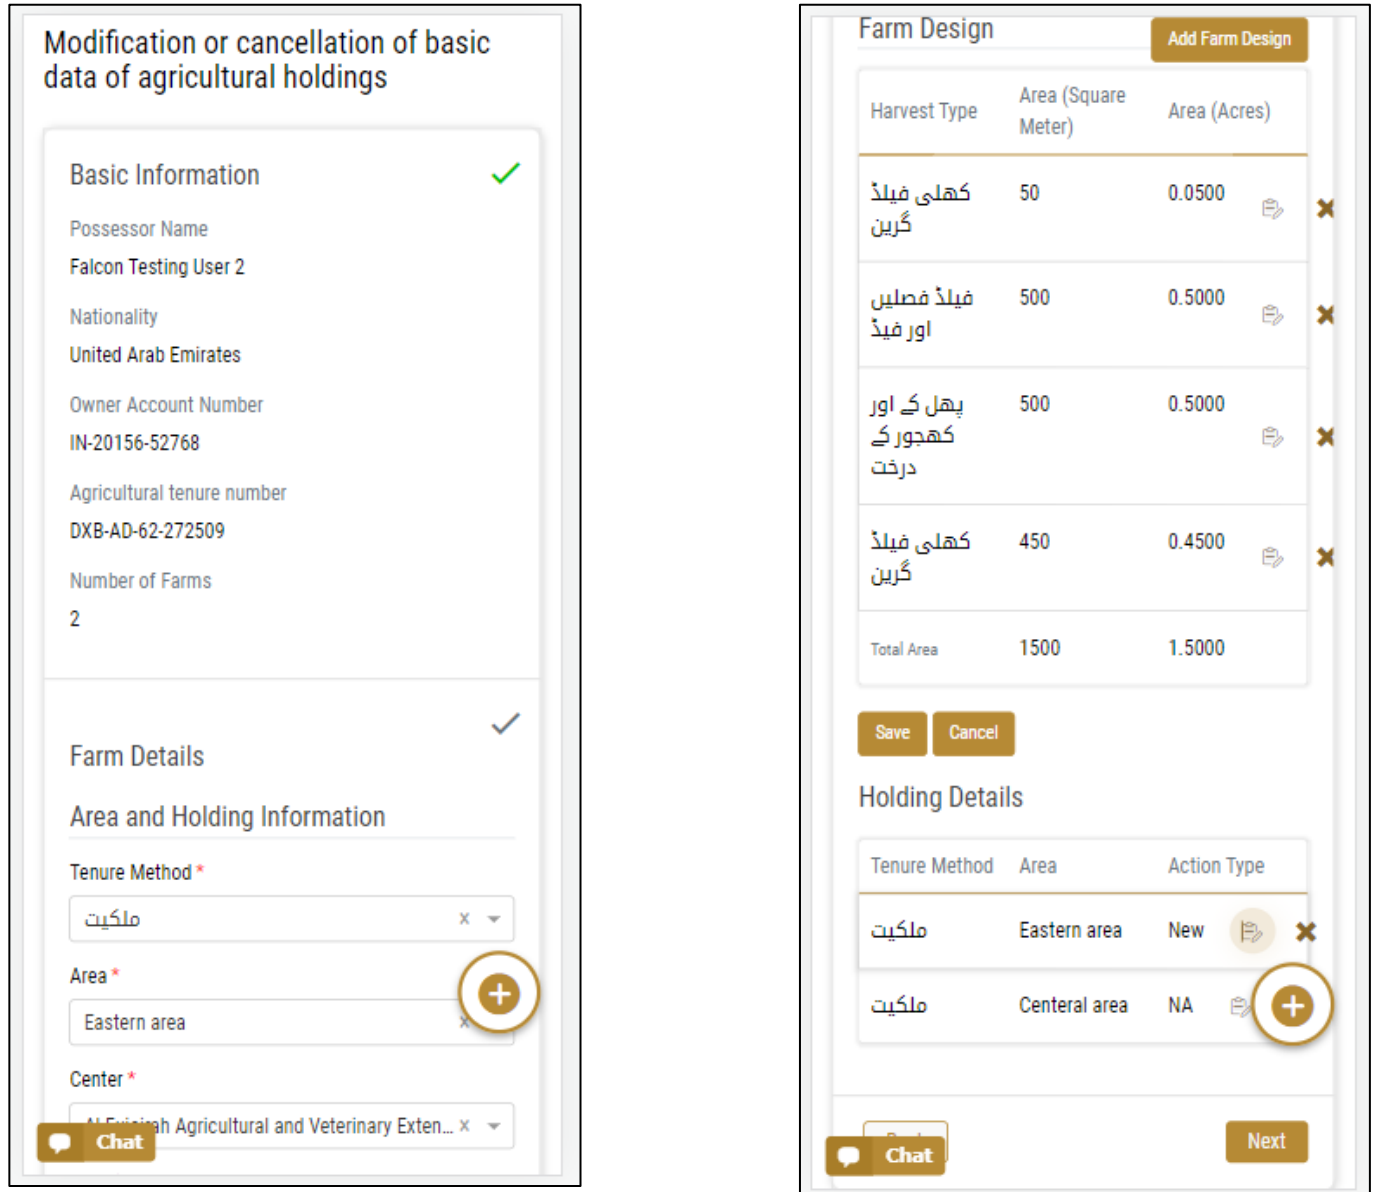 Modification or cancellation of basic
data of agricultural holdings
Basic Information
Possessor Name
Falcon Testing User 2
Nationality
United Arab Emirates
Owner Account Number
IN-20156-52768
Agricultural tenure number
DXB-AD-62-272509
Number of Farms
2
Farm Details
Area and Holding Information
Tenure Method *
ملکیت
Area *
Eastern area
Center *
Agricultural and Veterinary Exten...
Chat
Farm Design
Add Farm Design
Harvest Type Area (Square Meter) Area (Acres)
کھلی فیلڈ 50 0.0500
گرین
فیلڈ فصلیں 500 0.5000
اور فیڈ
پھل کے اور 500 0.5000
کھجور کے
درخت
کھلی فیلڈ 450 0.4500
گرین
Total Area 1500 1.5000
Save Cancel
Holding Details
Tenure Method Area Action Type
ملکیت Eastern area New
ملکیت Centeral area NA
Next
Chat